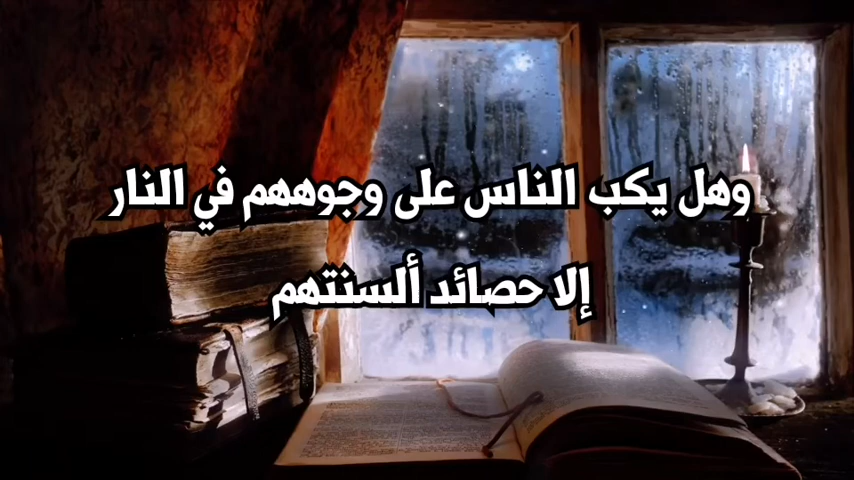 وهل يكب الناس على وجوههم في النار
إلا حصائد ألسنتهم